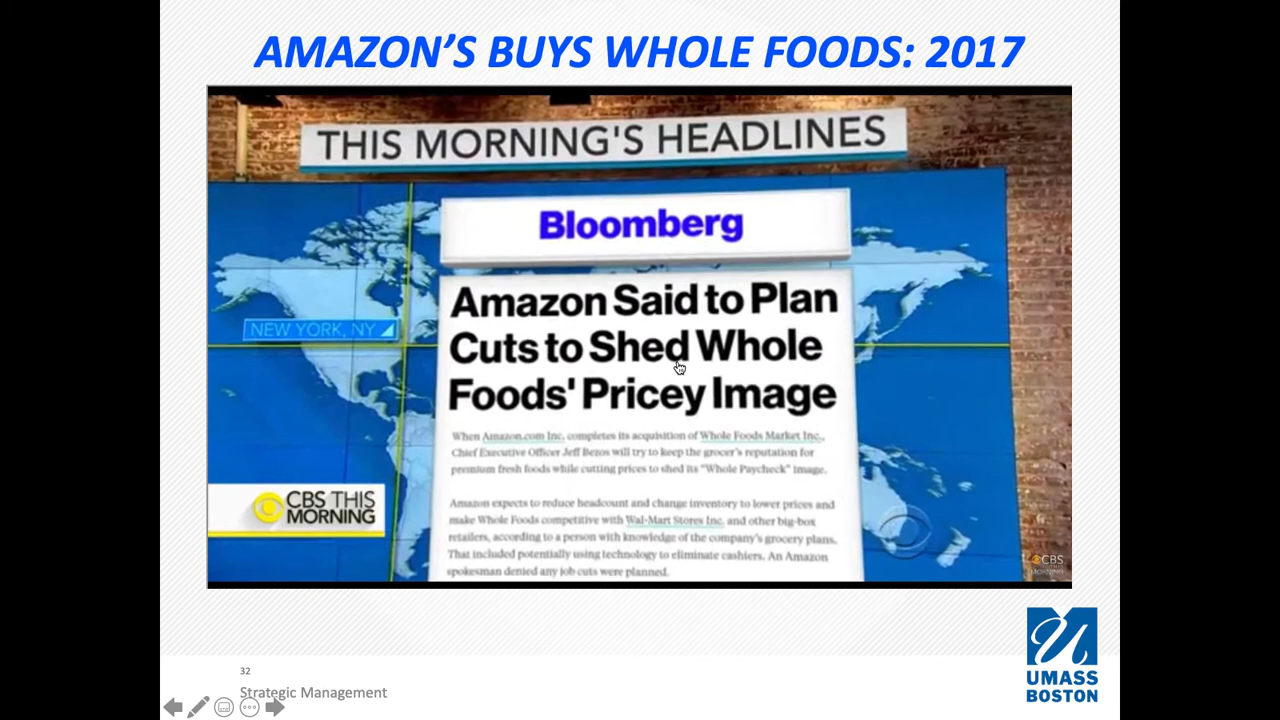 AMAZON'S BUYS WHOLE FOODS: 2017
THIS MORNING'S HEADLINES
Bloomberg
Amazon Said to Plan
Cuts to Shed Whole
Foods' Pricey Image
NEW YORK, NY
When Amazon.com Inc. completes its acquisition of Whole Foods Market Inc.,
Chief Executive Officer Jeff Bezos will try to keep the grocer's reputation for
premium fresh foods while cutting prices to shed its "Whole Paycheck" image.
Amazon expects to reduce headcount and change inventory to lower prices and
make Whole Foods competitive with Wal-Mart Stores Inc. and other big-box
retailers, according to a person with knowledge of the company's grocery plans.
That included potentially using technology to eliminate cashiers. An Amazon
spokesman denied any job cuts were planned.
CBS THIS
MORNING
CBS
THIS
MORNING
32
Strategic Management
UMASS
BOSTON